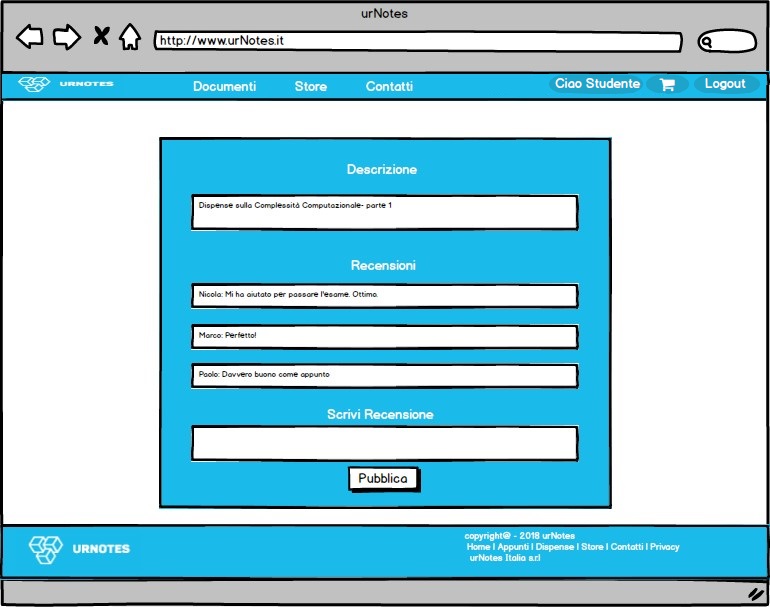 urNotes
http://www.urNotes.it
URNOTES
Documenti
Store
Contatti
Ciao Studente
Logout
Descrizione
Dispense sulla Complessità Computazionale- parte 1
Recensioni
Nicola: Mi ha aiutato per passare l'esame. Ottima.
Marco: Perfetto!
Paolo: Davvero buono come appunto
Scrivi Recensione
Pubblica
URNOTES
copyright@ - 2018 urNotes
Home | Appunti | Dispense | Store | Contatti | Privacy
urNotes Italia s.r.l